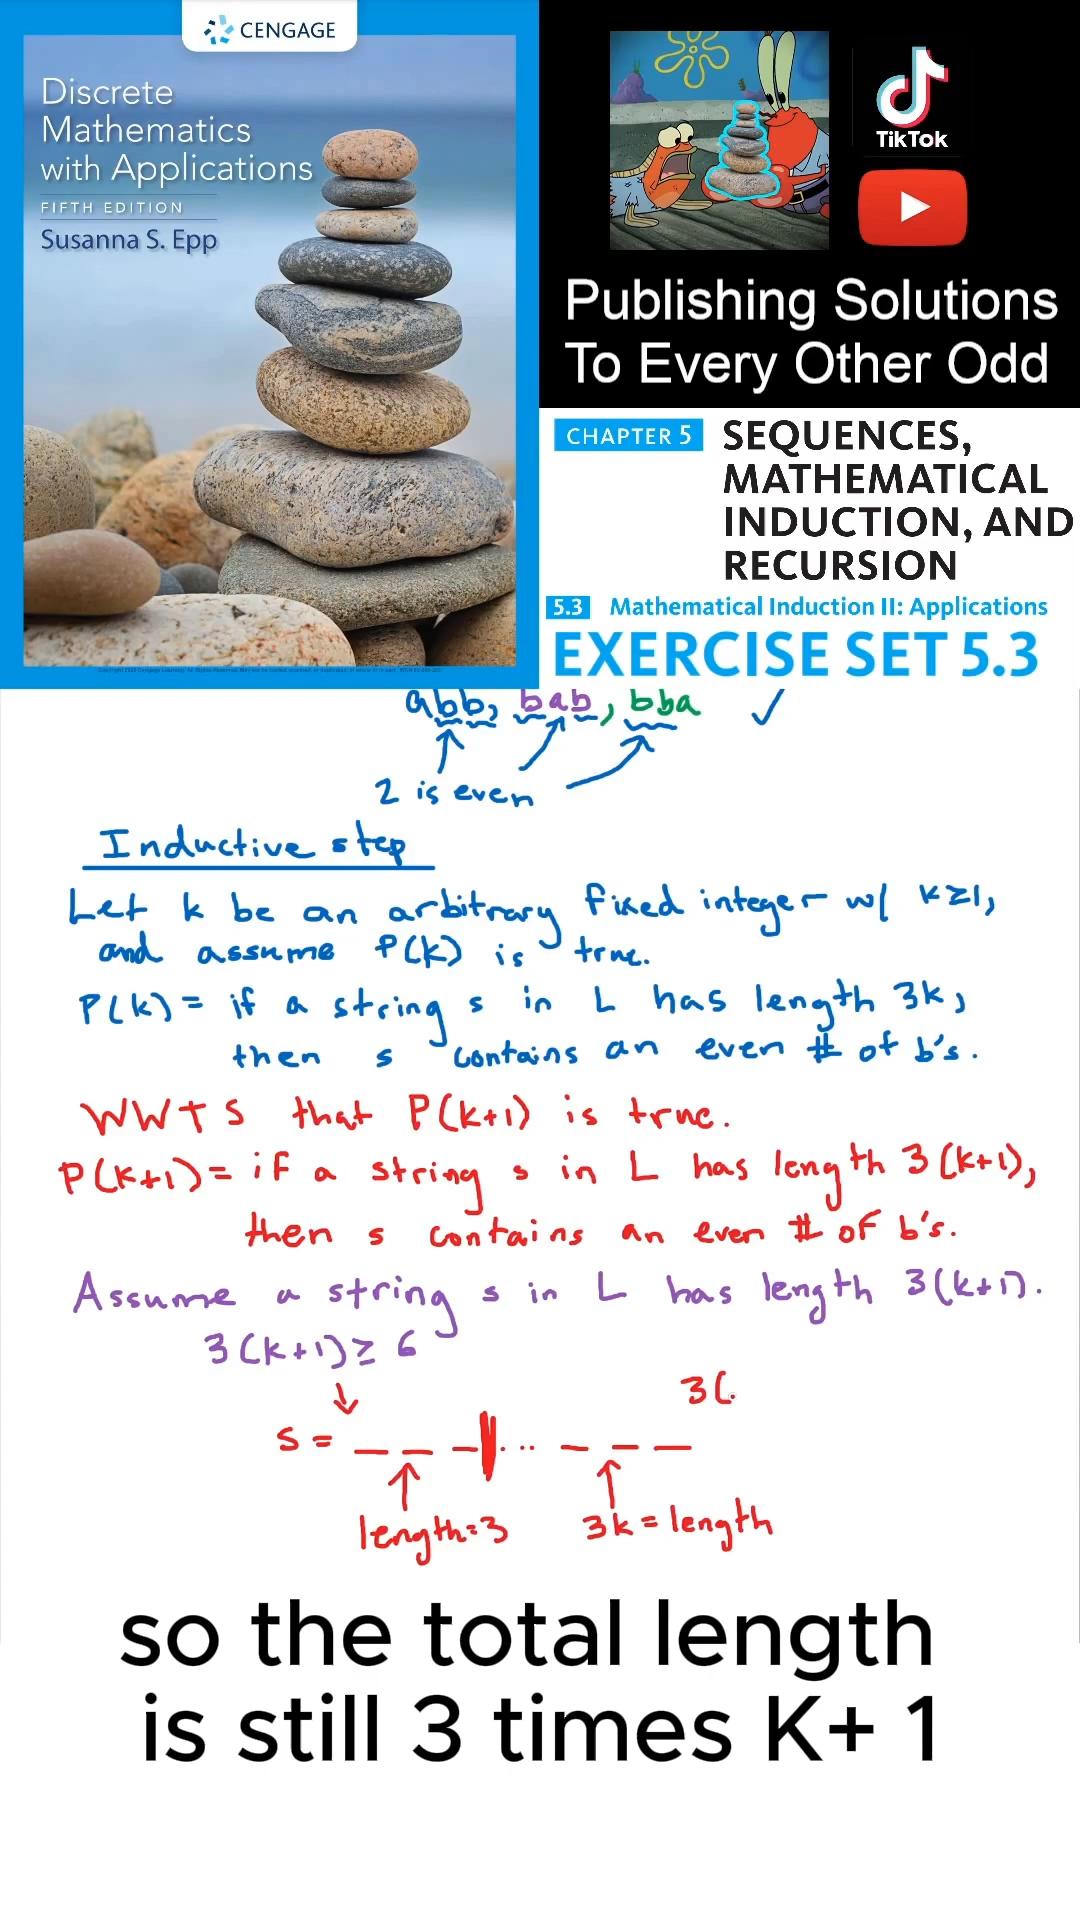 CENGAGE
Discrete
Mathematics
with Applications
FIFTH EDITION
Susanna S. Epp
TikTok
Publishing Solutions
To Every Other Odd
CHAPTER 5 SEQUENCES,
MATHEMATICAL
INDUCTION, AND
RECURSION
5.3 Mathematical Induction II: Applications
EXERCISE SET 5.3
abb, bab, bba ✓
2 is even
Inductive step
Let k be an arbitrary fixed integer w/ k≥1,
and assume P(k) is true.
P(k) = if a string s in L has length 3k,
then s contains an even # of b's.
WWTS that P(k+1) is true.
P(k+1) = if a string s in L has length 3(k+1),
then s contains an even # of b's.
Assume a string s in L has length 3(k+1).
3(k+1) ≥ 6
3(
s = _ _ _ | ... _ _ _
length=3 3k = length
so the total length
is still 3 times K+ 1